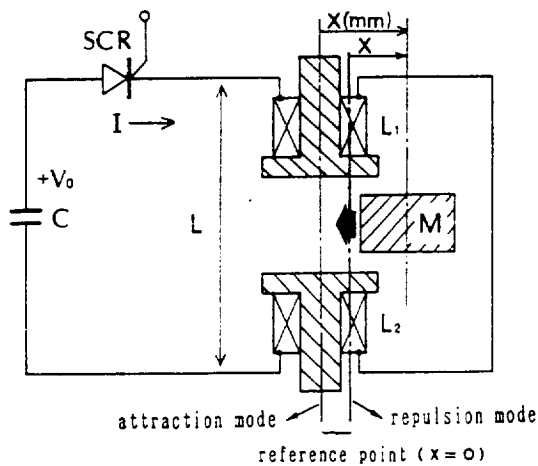 X(mm)
SCR
X
I
L₁
+V₀
C
L
M
L₂
attraction mode
repulsion mode
reference point (X=0)